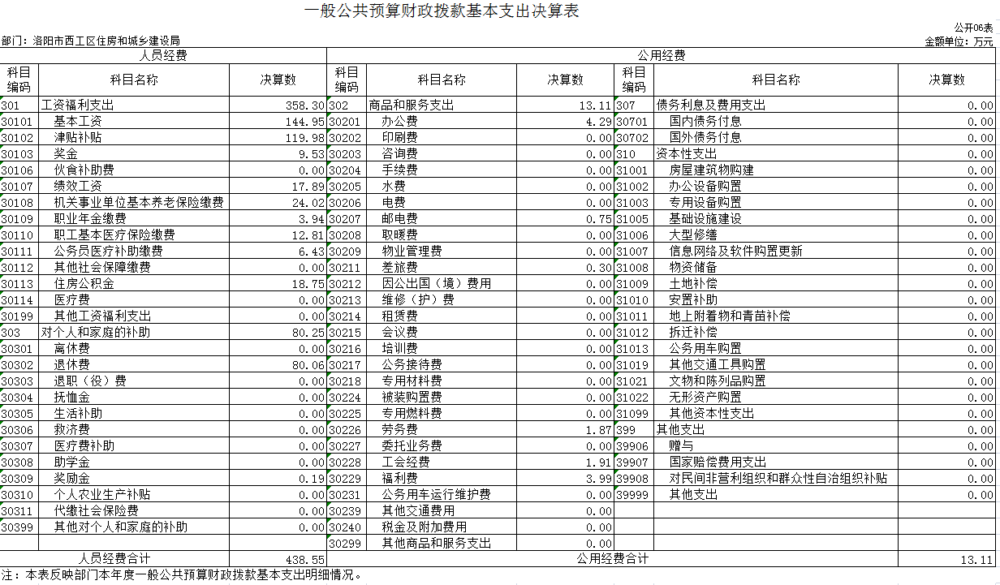 一般公共预算财政拨款基本支出决算表
公开06表
部门：洛阳市西工区住房和城乡建设局 金额单位：万元
人员经费 公用经费
科目编码 科目名称 决算数 科目编码 科目名称 决算数 科目编码 科目名称 决算数
301 工资福利支出 358.30 302 商品和服务支出 13.11 307 债务利息及费用支出 0.00
30101 基本工资 144.95 30201 办公费 4.29 30701 国内债务付息 0.00
30102 津贴补贴 119.98 30202 印刷费 0.00 30702 国外债务付息 0.00
30103 奖金 9.53 30203 咨询费 0.00 310 资本性支出 0.00
30106 伙食补助费 0.00 30204 手续费 0.00 31001 房屋建筑物购建 0.00
30107 绩效工资 17.89 30205 水费 0.00 31002 办公设备购置 0.00
30108 机关事业单位基本养老保险缴费 24.02 30206 电费 0.00 31003 专用设备购置 0.00
30109 职业年金缴费 3.94 30207 邮电费 0.75 31005 基础设施建设 0.00
30110 职工基本医疗保险缴费 12.81 30208 取暖费 0.00 31006 大型修缮 0.00
30111 公务员医疗补助缴费 6.43 30209 物业管理费 0.00 31007 信息网络及软件购置更新 0.00
30112 其他社会保障缴费 0.00 30211 差旅费 0.30 31008 物资储备 0.00
30113 住房公积金 18.75 30212 因公出国（境）费用 0.00 31009 土地补偿 0.00
30114 医疗费 0.00 30213 维修（护）费 0.00 31010 安置补助 0.00
30199 其他工资福利支出 0.00 30214 租赁费 0.00 31011 地上附着物和青苗补偿 0.00
303 对个人和家庭的补助 80.25 30215 会议费 0.00 31012 拆迁补偿 0.00
30301 离休费 0.00 30216 培训费 0.00 31013 公务用车购置 0.00
30302 退休费 80.06 30217 公务接待费 0.00 31019 其他交通工具购置 0.00
30303 退职（役）费 0.00 30218 专用材料费 0.00 31021 文物和陈列品购置 0.00
30304 抚恤金 0.00 30224 被装购置费 0.00 31022 无形资产购置 0.00
30305 生活补助 0.00 30225 专用燃料费 0.00 31099 其他资本性支出 0.00
30306 救济费 0.00 30226 劳务费 1.87 399 其他支出 0.00
30307 医疗费补助 0.00 30227 委托业务费 0.00 39906 赠与 0.00
30308 助学金 0.00 30228 工会经费 1.91 39907 国家赔偿费用支出 0.00
30309 奖励金 0.19 30229 福利费 3.99 39908 对民间非营利组织和群众性自治组织补贴 0.00
30310 个人农业生产补贴 0.00 30231 公务用车运行维护费 0.00 39999 其他支出 0.00
30311 代缴社会保险费 0.00 30239 其他交通费用 0.00
30399 其他对个人和家庭的补助 0.00 30240 税金及附加费用 0.00
30299 其他商品和服务支出 0.00
人员经费合计 438.55 公用经费合计 13.11
注：本表反映部门本年度一般公共预算财政拨款基本支出明细情况。